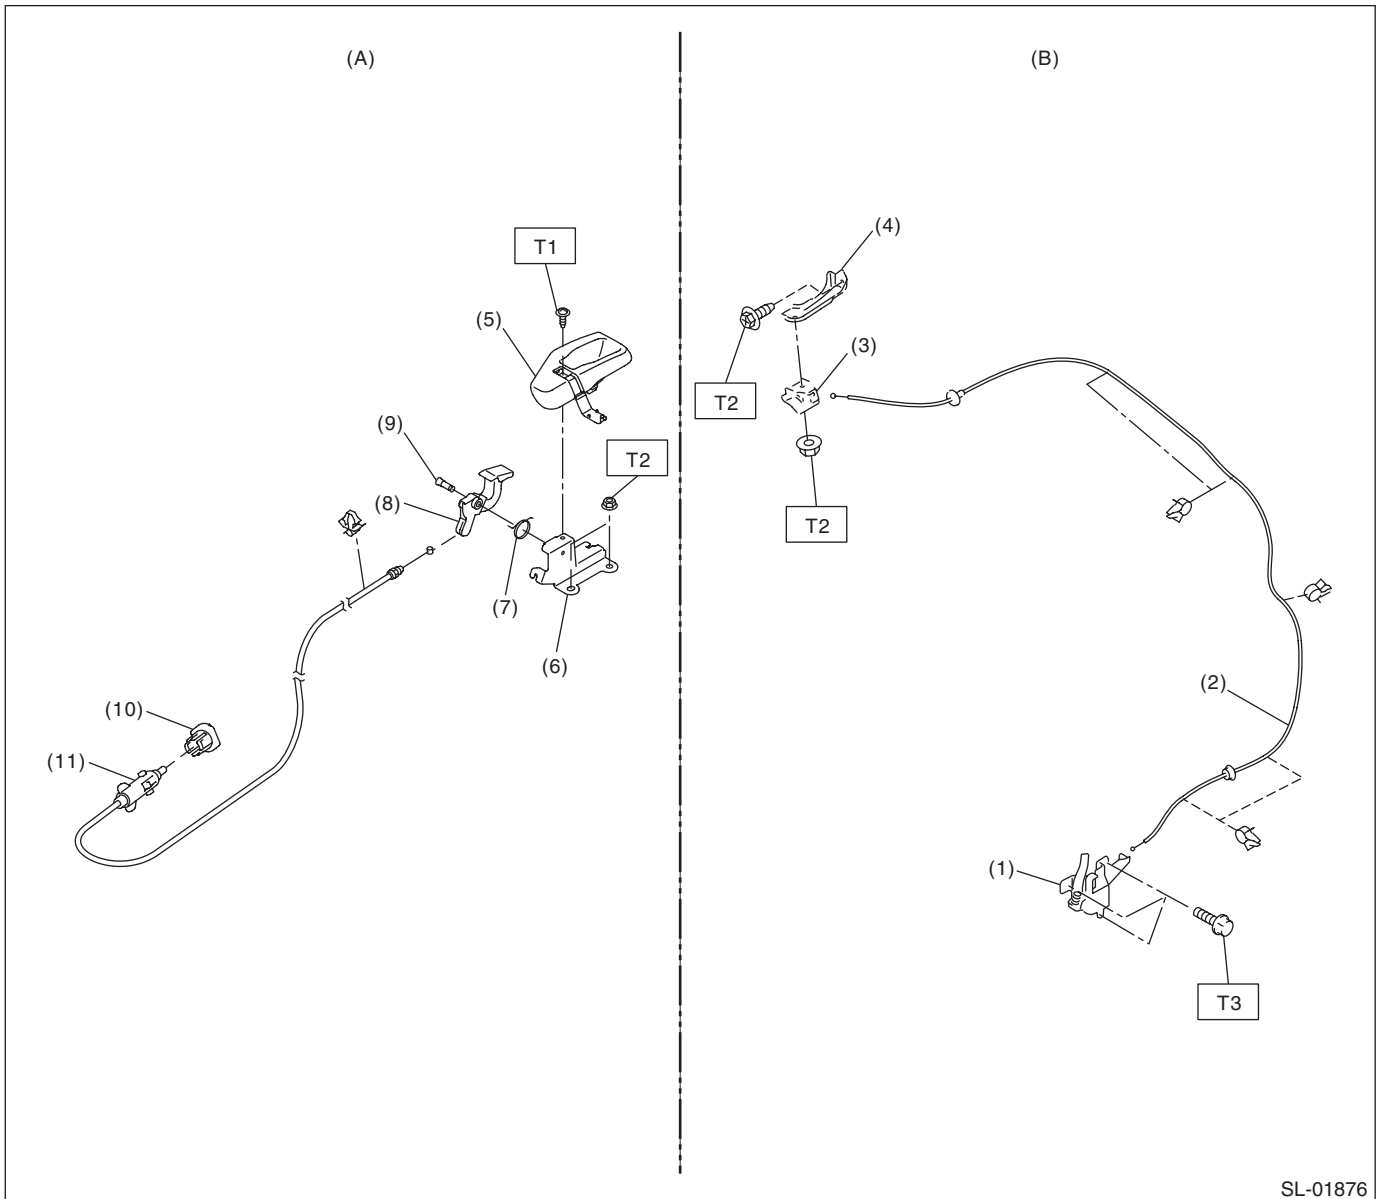 (A)
(B)
T1
(4)
(5)
(3)
T2
(9)
T2
(8)
T2
(7)
(6)
(2)
(10)
(11)
(1)
T3
SL-01876